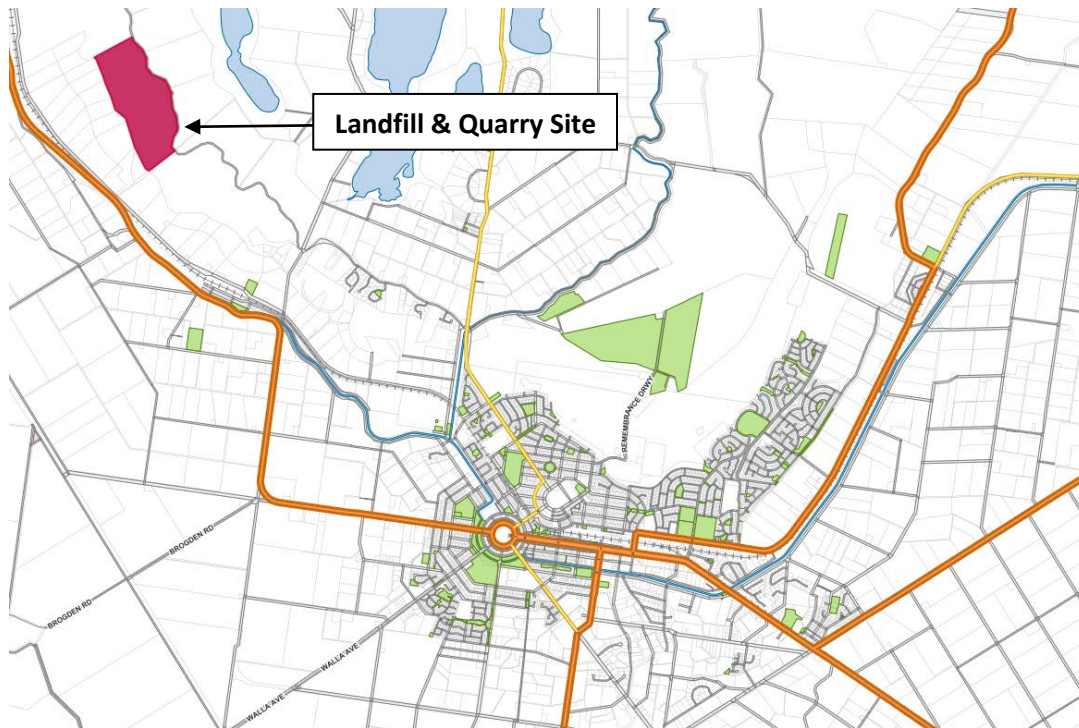 Landfill & Quarry Site
REMEMBRANCE DRWY
BROGDEN RD
BROGDEN RD
WALLA AVE
WALLA AVE